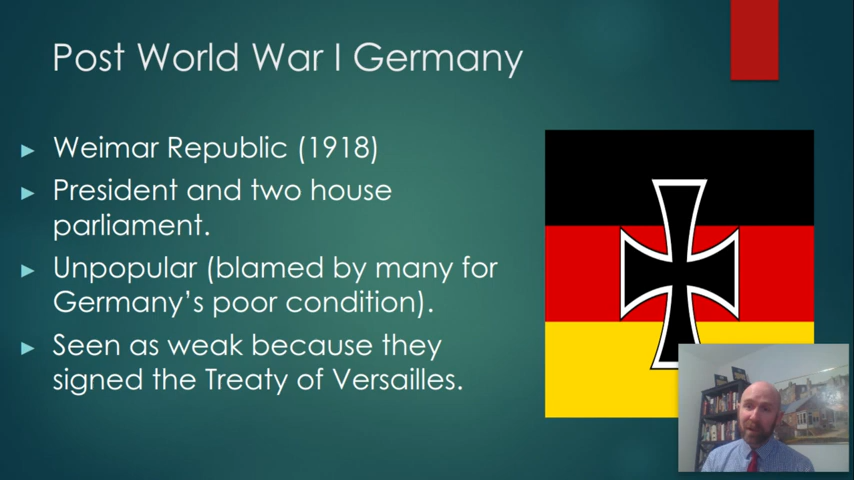 Post World War I Germany
Weimar Republic (1918)
President and two house
parliament.
Unpopular (blamed by many for
Germany's poor condition).
Seen as weak because they
signed the Treaty of Versailles.